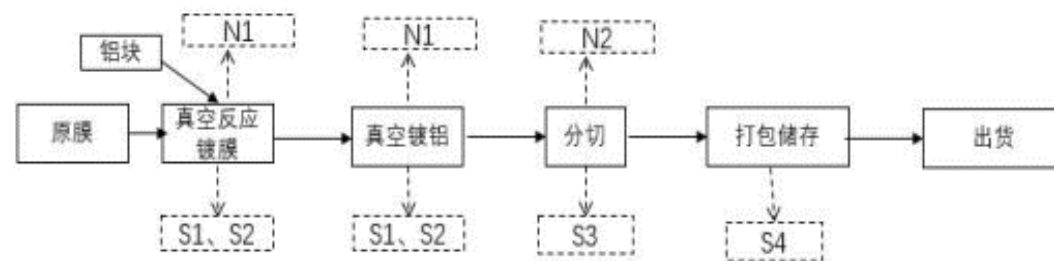 N1
N1
N2
铝块
原膜
真空反应
镀膜
真空镀铝
分切
打包储存
出货
S1、S2
S1、S2
S3
S4